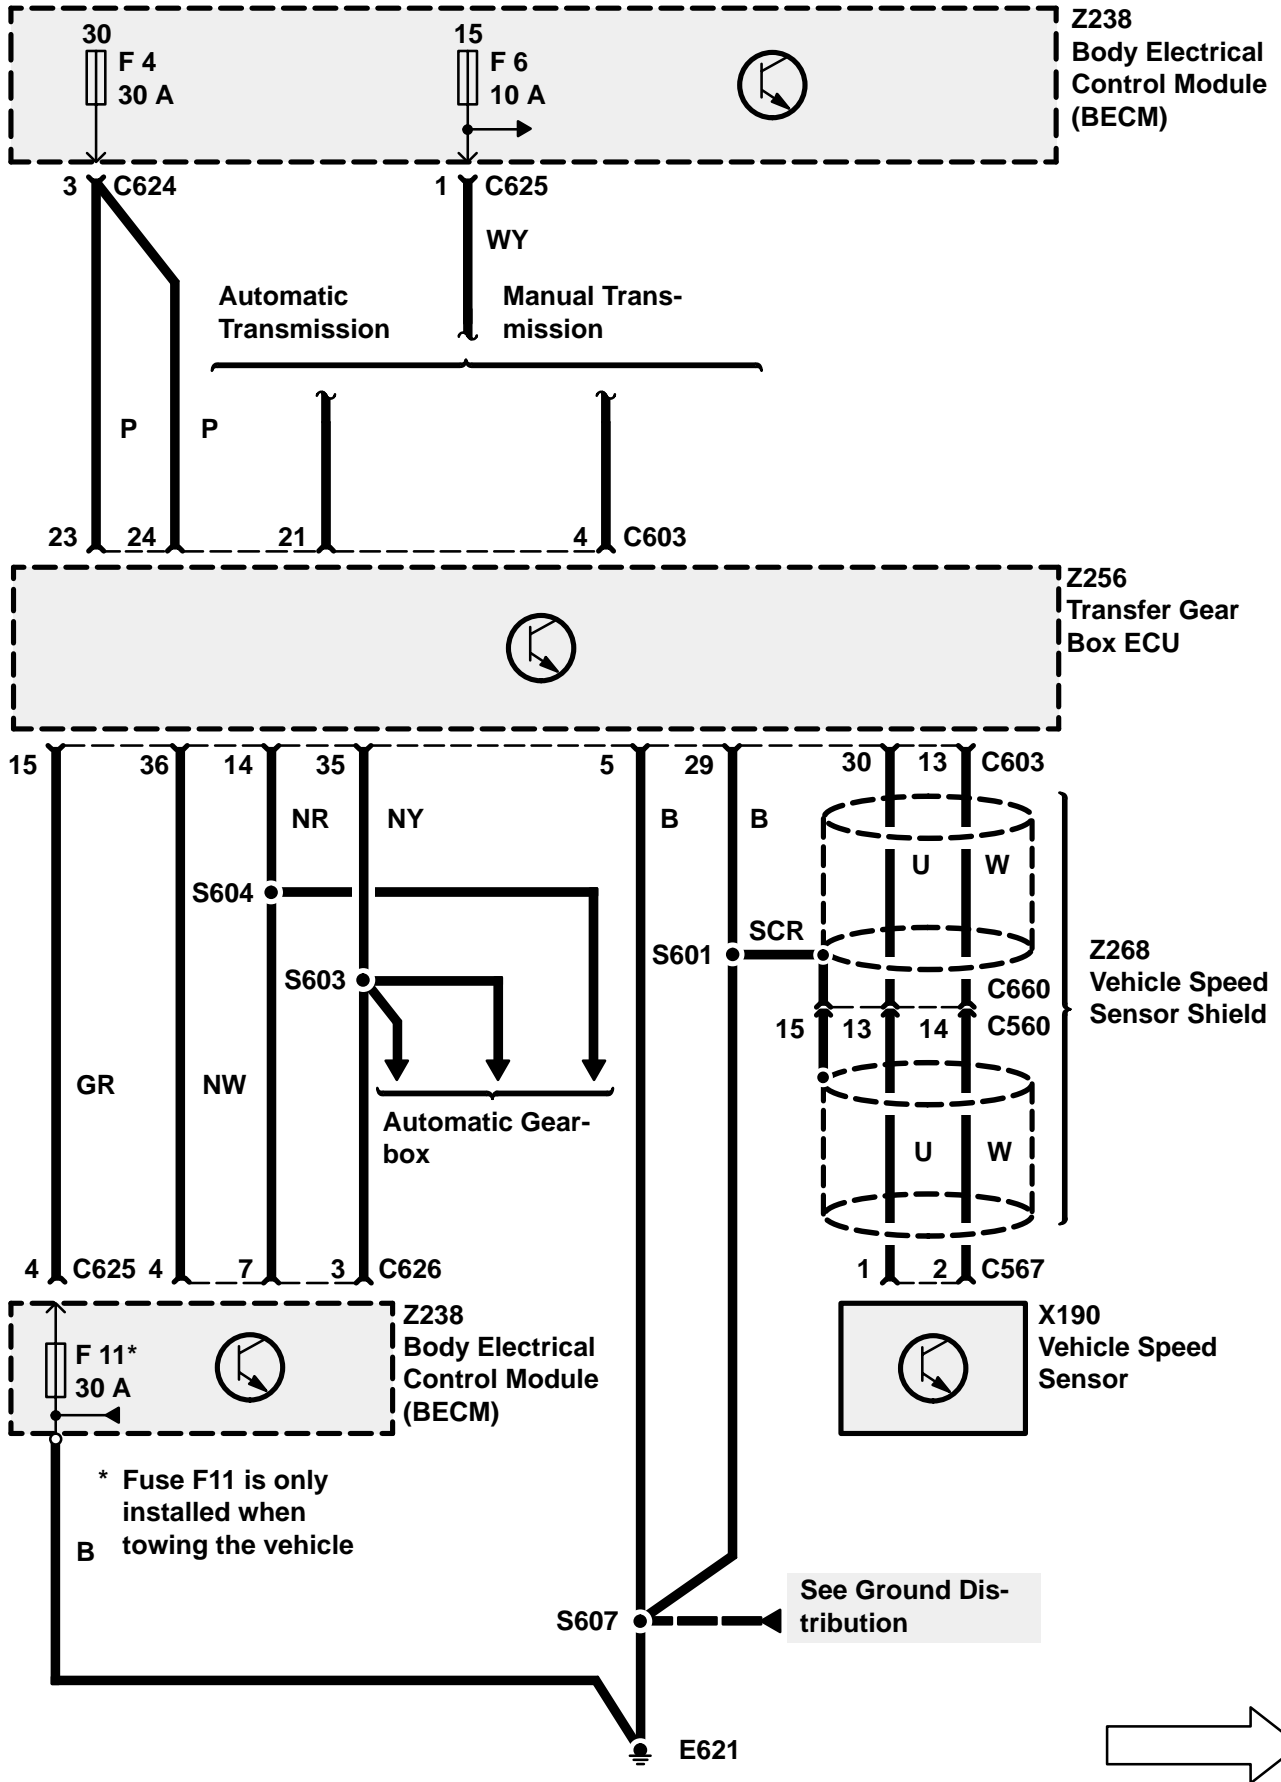 30
F 4
30 A
15
F 6
10 A
Z238
Body Electrical
Control Module
(BECM)
3
C624
1
C625
WY
Automatic
Transmission
Manual Trans-
mission
P
P
23
24
21
4
C603
Z256
Transfer Gear
Box ECU
15
36
14
35
5
29
30
13
C603
NR
NY
B
B
U
W
S604
S601
SCR
S603
Z268
Vehicle Speed
Sensor Shield
C660
15
13
14
C560
GR
NW
Automatic Gear-
box
U
W
4
C625
4
7
3
C626
1
2
C567
F 11*
30 A
Z238
Body Electrical
Control Module
(BECM)
X190
Vehicle Speed
Sensor
* Fuse F11 is only
installed when
towing the vehicle
B
S607
See Ground Dis-
tribution
E621